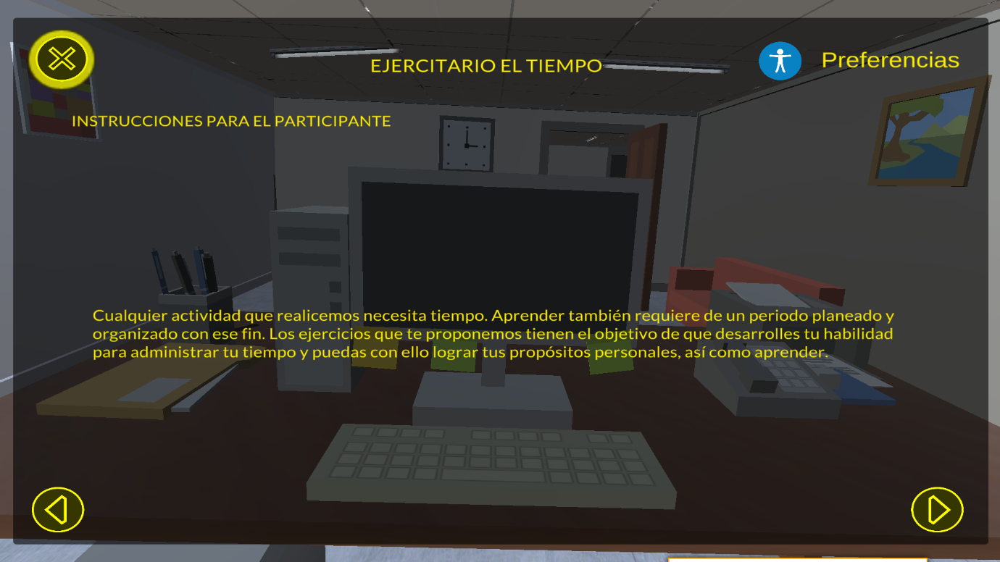 EJERCITARIO EL TIEMPO
Preferencias
INSTRUCCIONES PARA EL PARTICIPANTE
Cualquier actividad que realicemos necesita tiempo. Aprender también requiere de un periodo planeado y
organizado con ese fin. Los ejercicios que te proponemos tienen el objetivo de que desarrolles tu habilidad
para administrar tu tiempo y puedas con ello lograr tus propósitos personales, así como aprender.